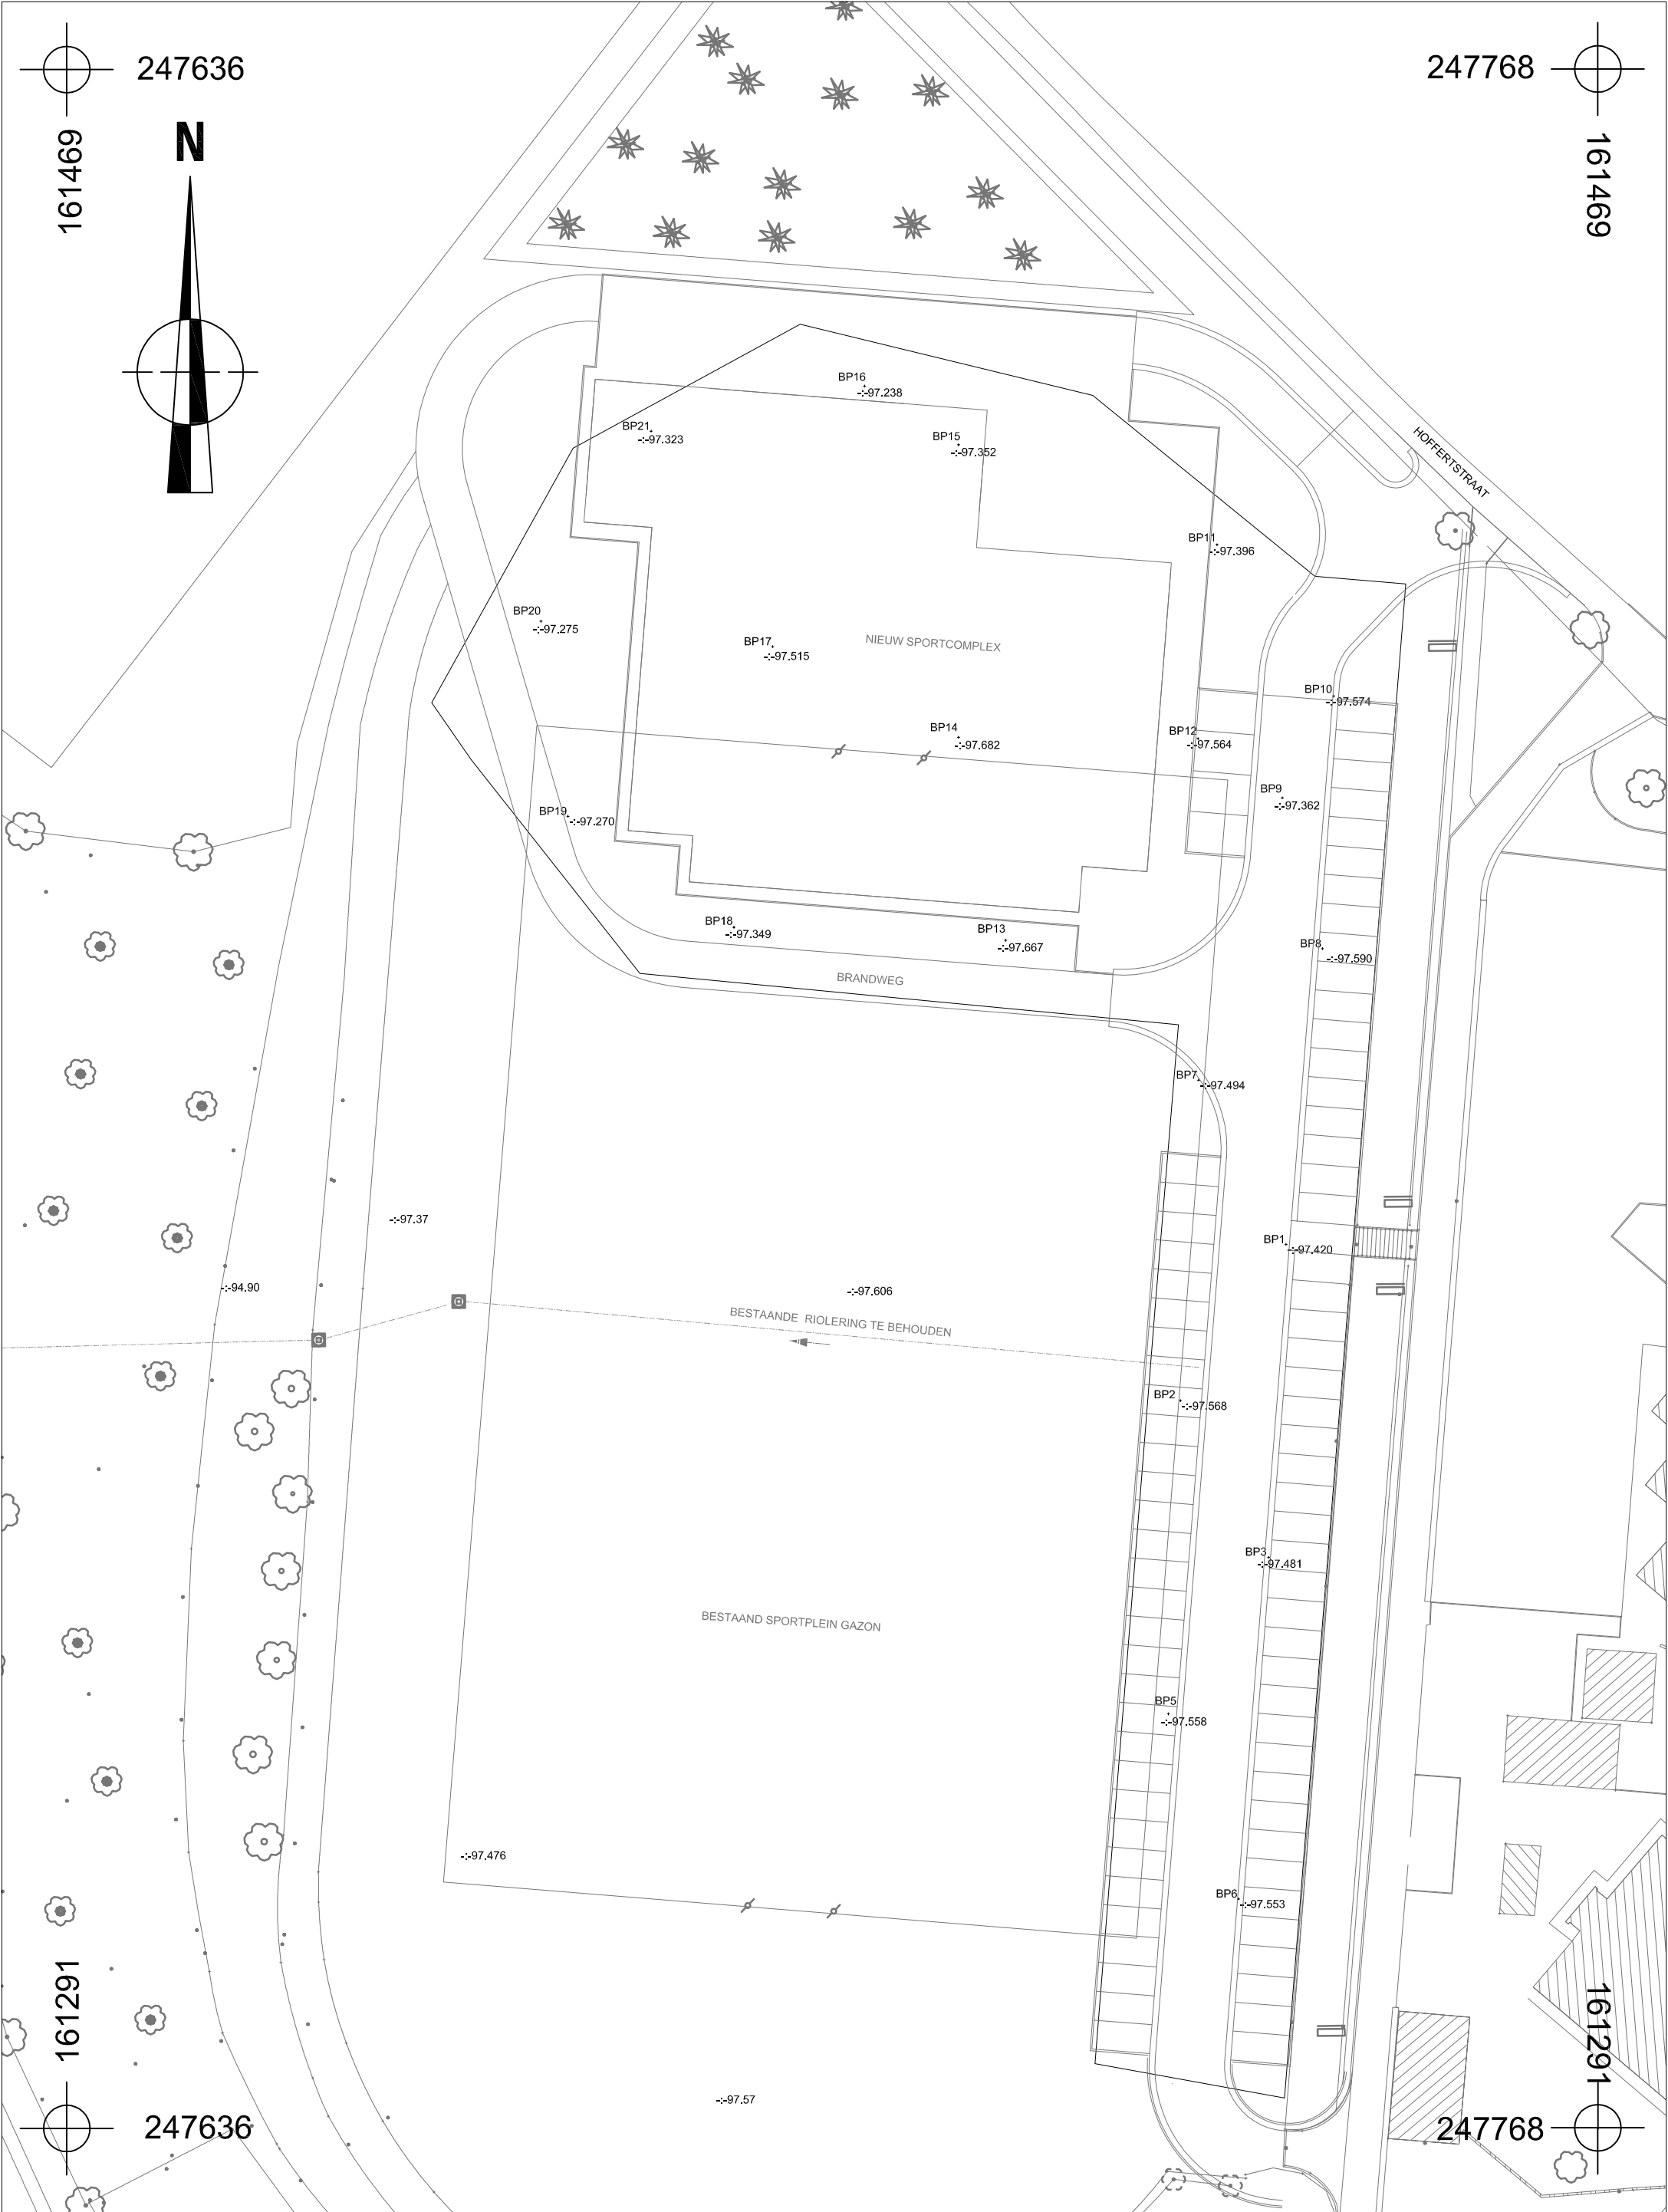 247636
247768
161469
161469
N
BP16
-:-97.238
BP21
-:-97.323
BP15
-:-97.352
HOFFERTSTRAAT
BP11
-:-97.396
BP20
-:-97.275
BP17
-:-97.515
NIEUW SPORTCOMPLEX
BP10
-:-97.574
BP14
-:-97.682
BP12
-:-97.564
BP9
-:-97.362
BP19
-:-97.270
BP18
-:-97.349
BP13
-:-97.667
BP8
-:-97.590
BRANDWEG
BP7
-:-97.494
-:-97.37
BP1
-:-97.420
-:-94.90
-:-97.606
BESTAANDE RIOLERING TE BEHOUDEN
BP2
-:-97.568
BP3
-:-97.481
BESTAAND SPORTPLEIN GAZON
BP5
-:-97.558
-:-97.476
BP6
-:-97.553
161291
161291
-:-97.57
247636
247768